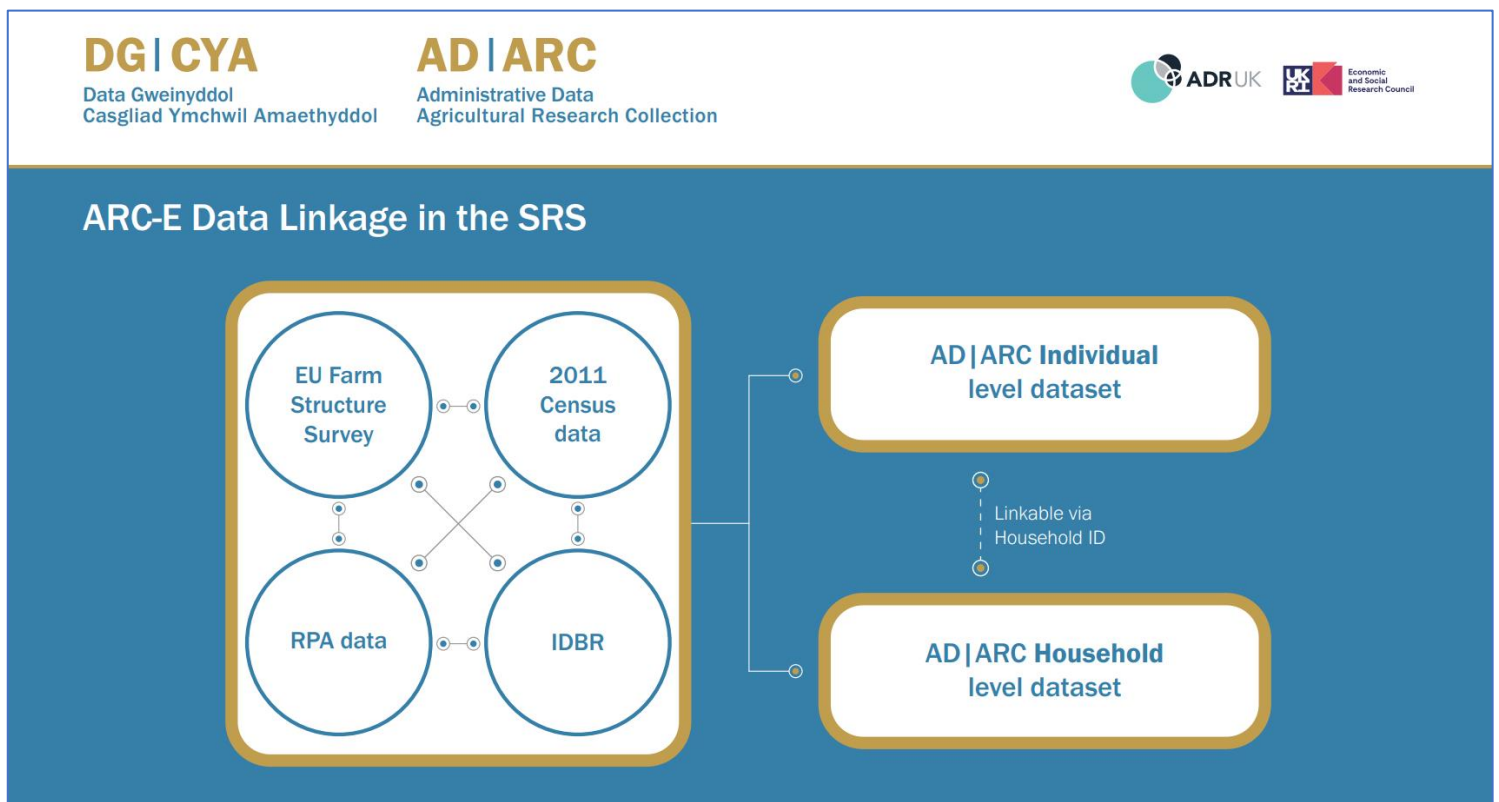 DG|CYA
Data Gweinyddol
Casgliad Ymchwil Amaethyddol
AD|ARC
Administrative Data
Agricultural Research Collection
ADR UK
UK
RI
Economic
and Social
Research Council
ARC-E Data Linkage in the SRS
EU Farm
Structure
Survey
2011
Census
data
RPA data
IDBR
AD|ARC Individual
level dataset
Linkable via
Household ID
AD|ARC Household
level dataset